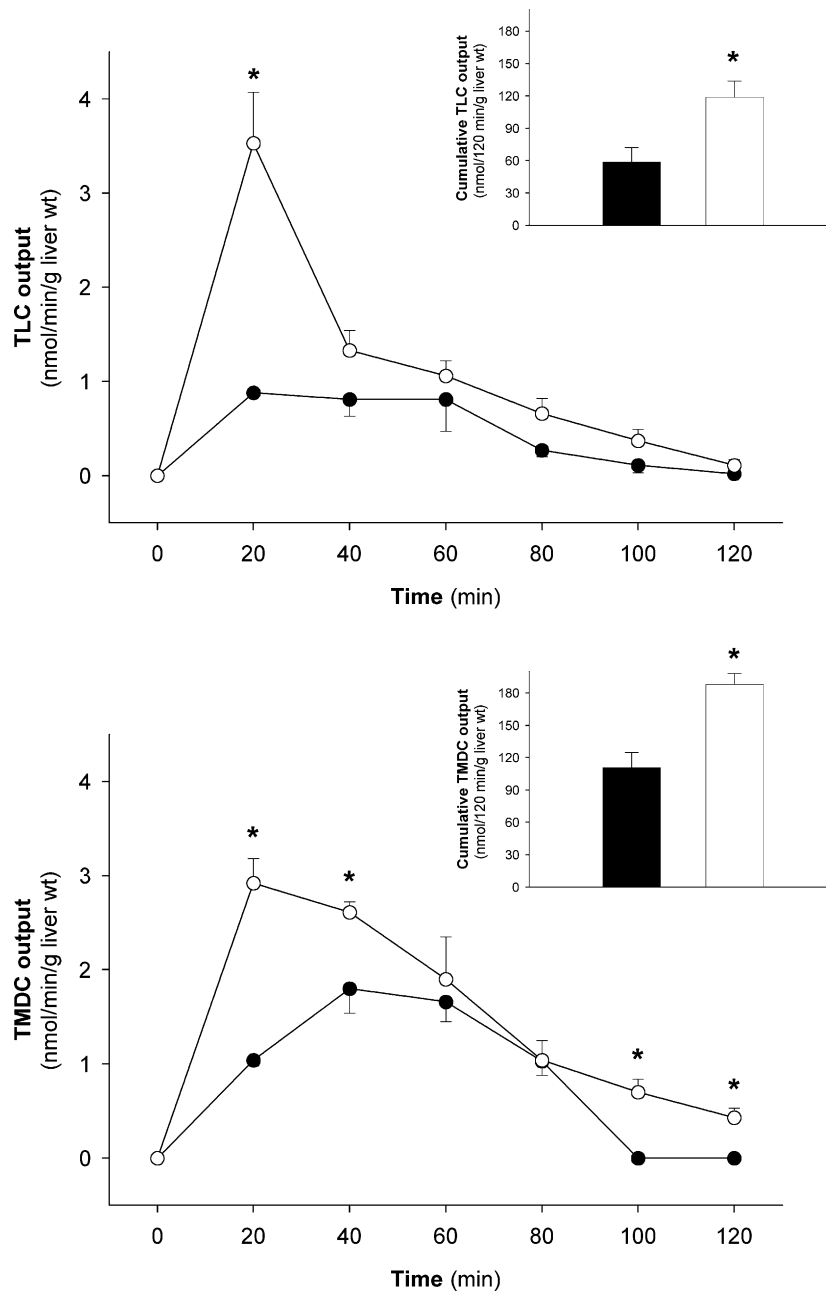 180
150
120
90
60
30
0
Cumulative TLC output
(nmol/120 min/g liver wt)
*
4
3
2
1
0
TLC output
(nmol/min/g liver wt)
*
0 20 40 60 80 100 120
Time (min)
180
150
120
90
60
30
0
Cumulative TMDC output
(nmol/120 min/g liver wt)
*
4
3
2
1
0
TMDC output
(nmol/min/g liver wt)
*
*
*
*
0 20 40 60 80 100 120
Time (min)